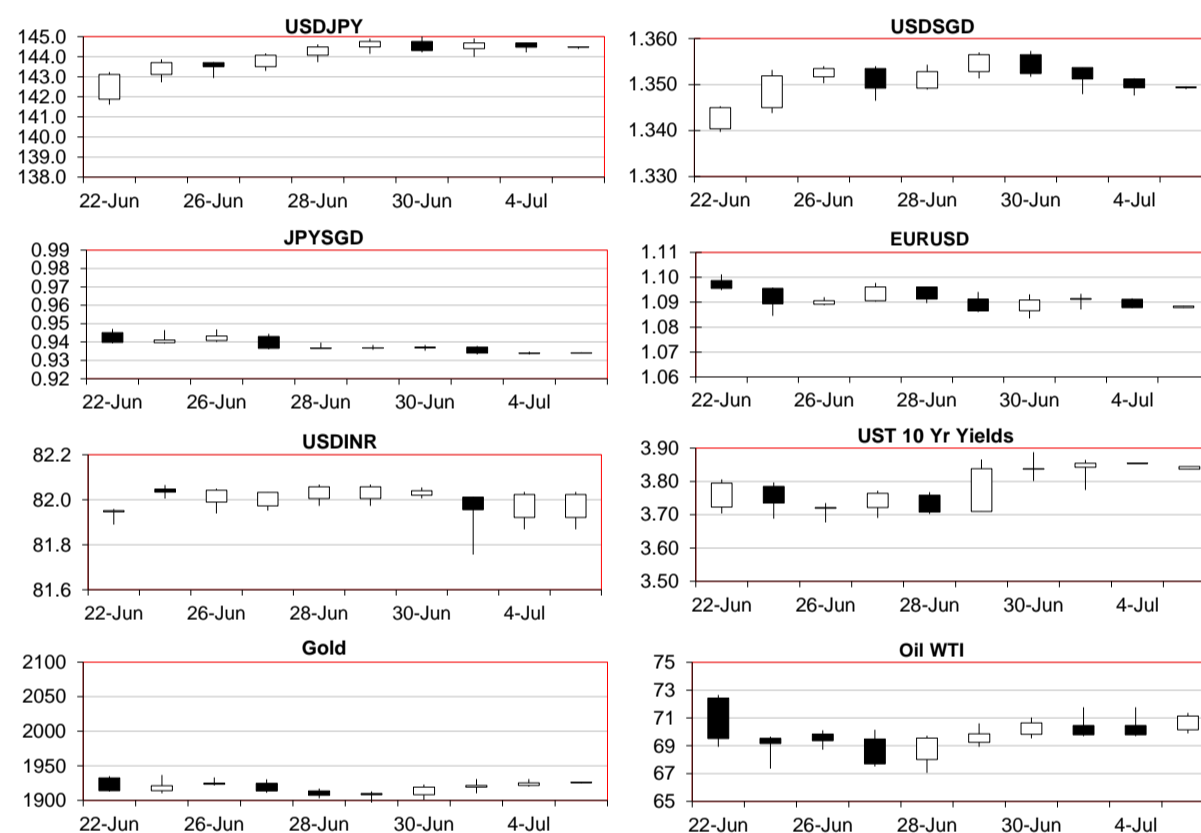 USDJPY
145.0
144.0
143.0
142.0
141.0
140.0
139.0
138.0
22-Jun 26-Jun 28-Jun 30-Jun 4-Jul
USDSGD
1.360
1.350
1.340
1.330
22-Jun 26-Jun 28-Jun 30-Jun 4-Jul
JPYSGD
0.99
0.98
0.97
0.96
0.95
0.94
0.93
0.92
22-Jun 26-Jun 28-Jun 30-Jun 4-Jul
EURUSD
1.11
1.10
1.09
1.08
1.07
1.06
22-Jun 26-Jun 28-Jun 30-Jun 4-Jul
USDINR
82.2
82.0
81.8
81.6
22-Jun 26-Jun 28-Jun 30-Jun 4-Jul
UST 10 Yr Yields
3.90
3.80
3.70
3.60
3.50
22-Jun 26-Jun 28-Jun 30-Jun 4-Jul
Gold
2100
2050
2000
1950
1900
22-Jun 26-Jun 28-Jun 30-Jun 4-Jul
Oil WTI
75
73
71
69
67
65
22-Jun 26-Jun 28-Jun 30-Jun 4-Jul